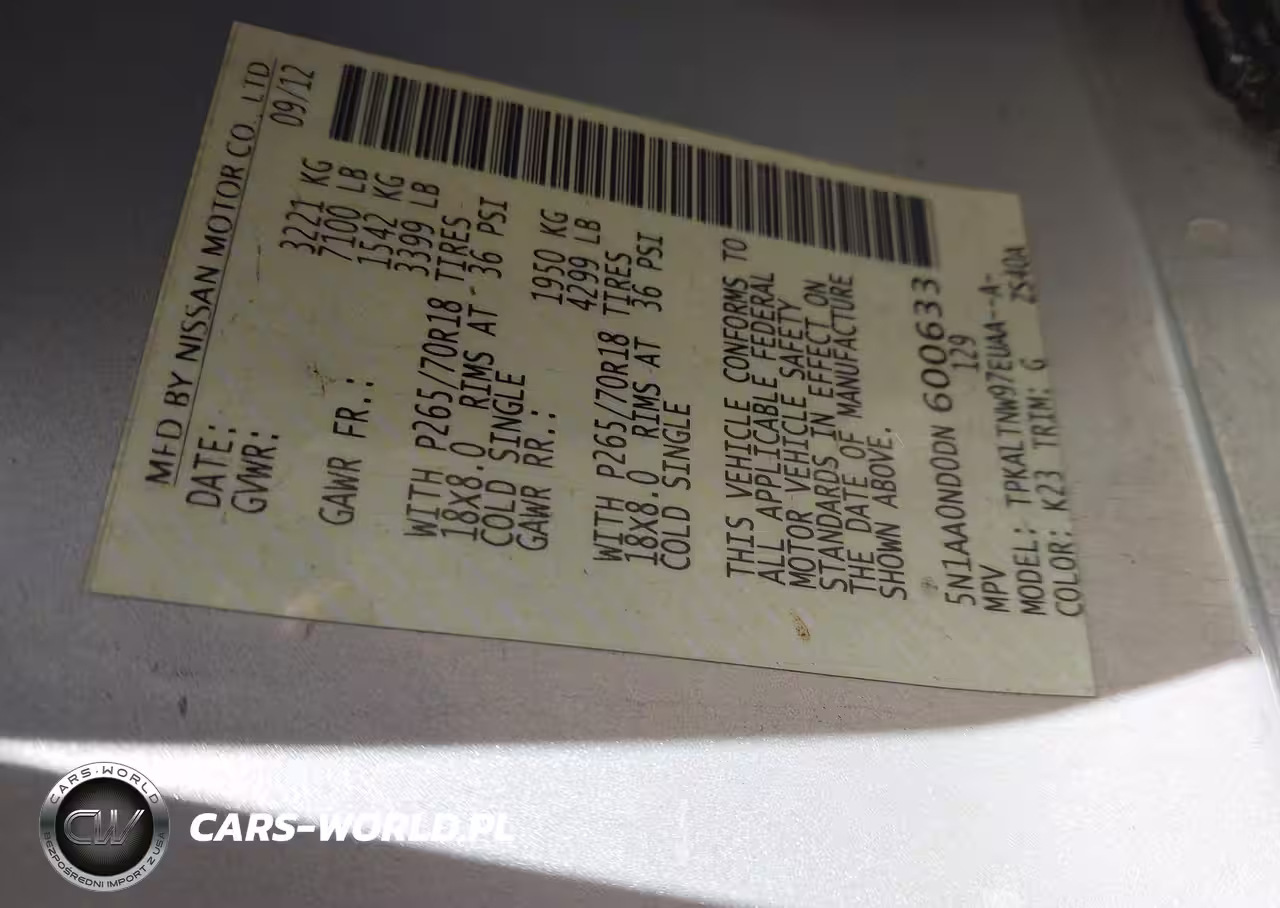 MFD BY NISSAN MOTOR CO., LTD
DATE: 09/12
GVWR: 3221 KG
7100 LB
GAWR FR.: 1542 KG
3399 LB
WITH P265/70R18 TIRES
18X8.0 RIMS AT 36 PSI
COLD SINGLE
GAWR RR.: 1950 KG
4299 LB
WITH P265/70R18 TIRES
18X8.0 RIMS AT 36 PSI
COLD SINGLE
THIS VEHICLE CONFORMS TO
ALL APPLICABLE FEDERAL
MOTOR VEHICLE SAFETY
STANDARDS IN EFFECT ON
THE DATE OF MANUFACTURE
SHOWN ABOVE.
5N1AA0ND0DN 600633
MPV 129
MODEL: TPKALTNW97EUAA--A-
COLOR: K23 TRIM: G ZS40A
CARS-WORLD
CW
BEZPOŚREDNI IMPORT Z USA
CARS-WORLD.PL